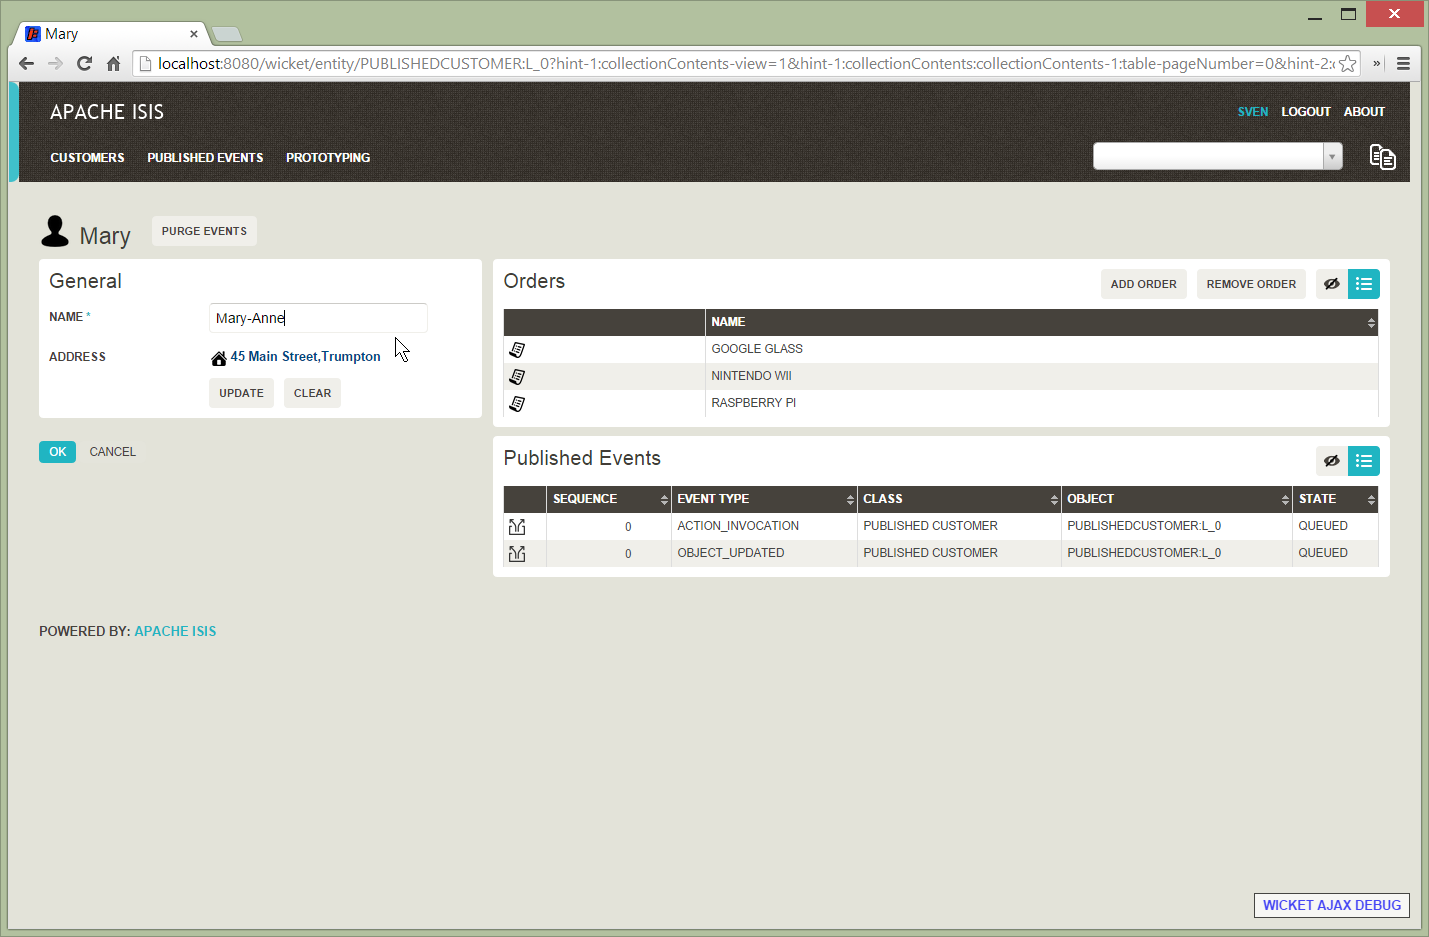 Mary
localhost:8080/wicket/entity/PUBLISHEDCUSTOMER:L_0?hint-1:collectionContents-view=1&hint-1:collectionContents:collectionContents-1:table-pageNumber=0&hint-2:c
APACHE ISIS
SVEN LOGOUT ABOUT
CUSTOMERS PUBLISHED EVENTS PROTOTYPING
Mary PURGE EVENTS
General
NAME * Mary-Anne
ADDRESS 45 Main Street,Trumpton
UPDATE CLEAR
OK CANCEL
Orders ADD ORDER REMOVE ORDER
NAME
GOOGLE GLASS
NINTENDO WII
RASPBERRY PI
Published Events
SEQUENCE EVENT TYPE CLASS OBJECT STATE
0 ACTION_INVOCATION PUBLISHED CUSTOMER PUBLISHEDCUSTOMER:L_0 QUEUED
0 OBJECT_UPDATED PUBLISHED CUSTOMER PUBLISHEDCUSTOMER:L_0 QUEUED
POWERED BY: APACHE ISIS
WICKET AJAX DEBUG